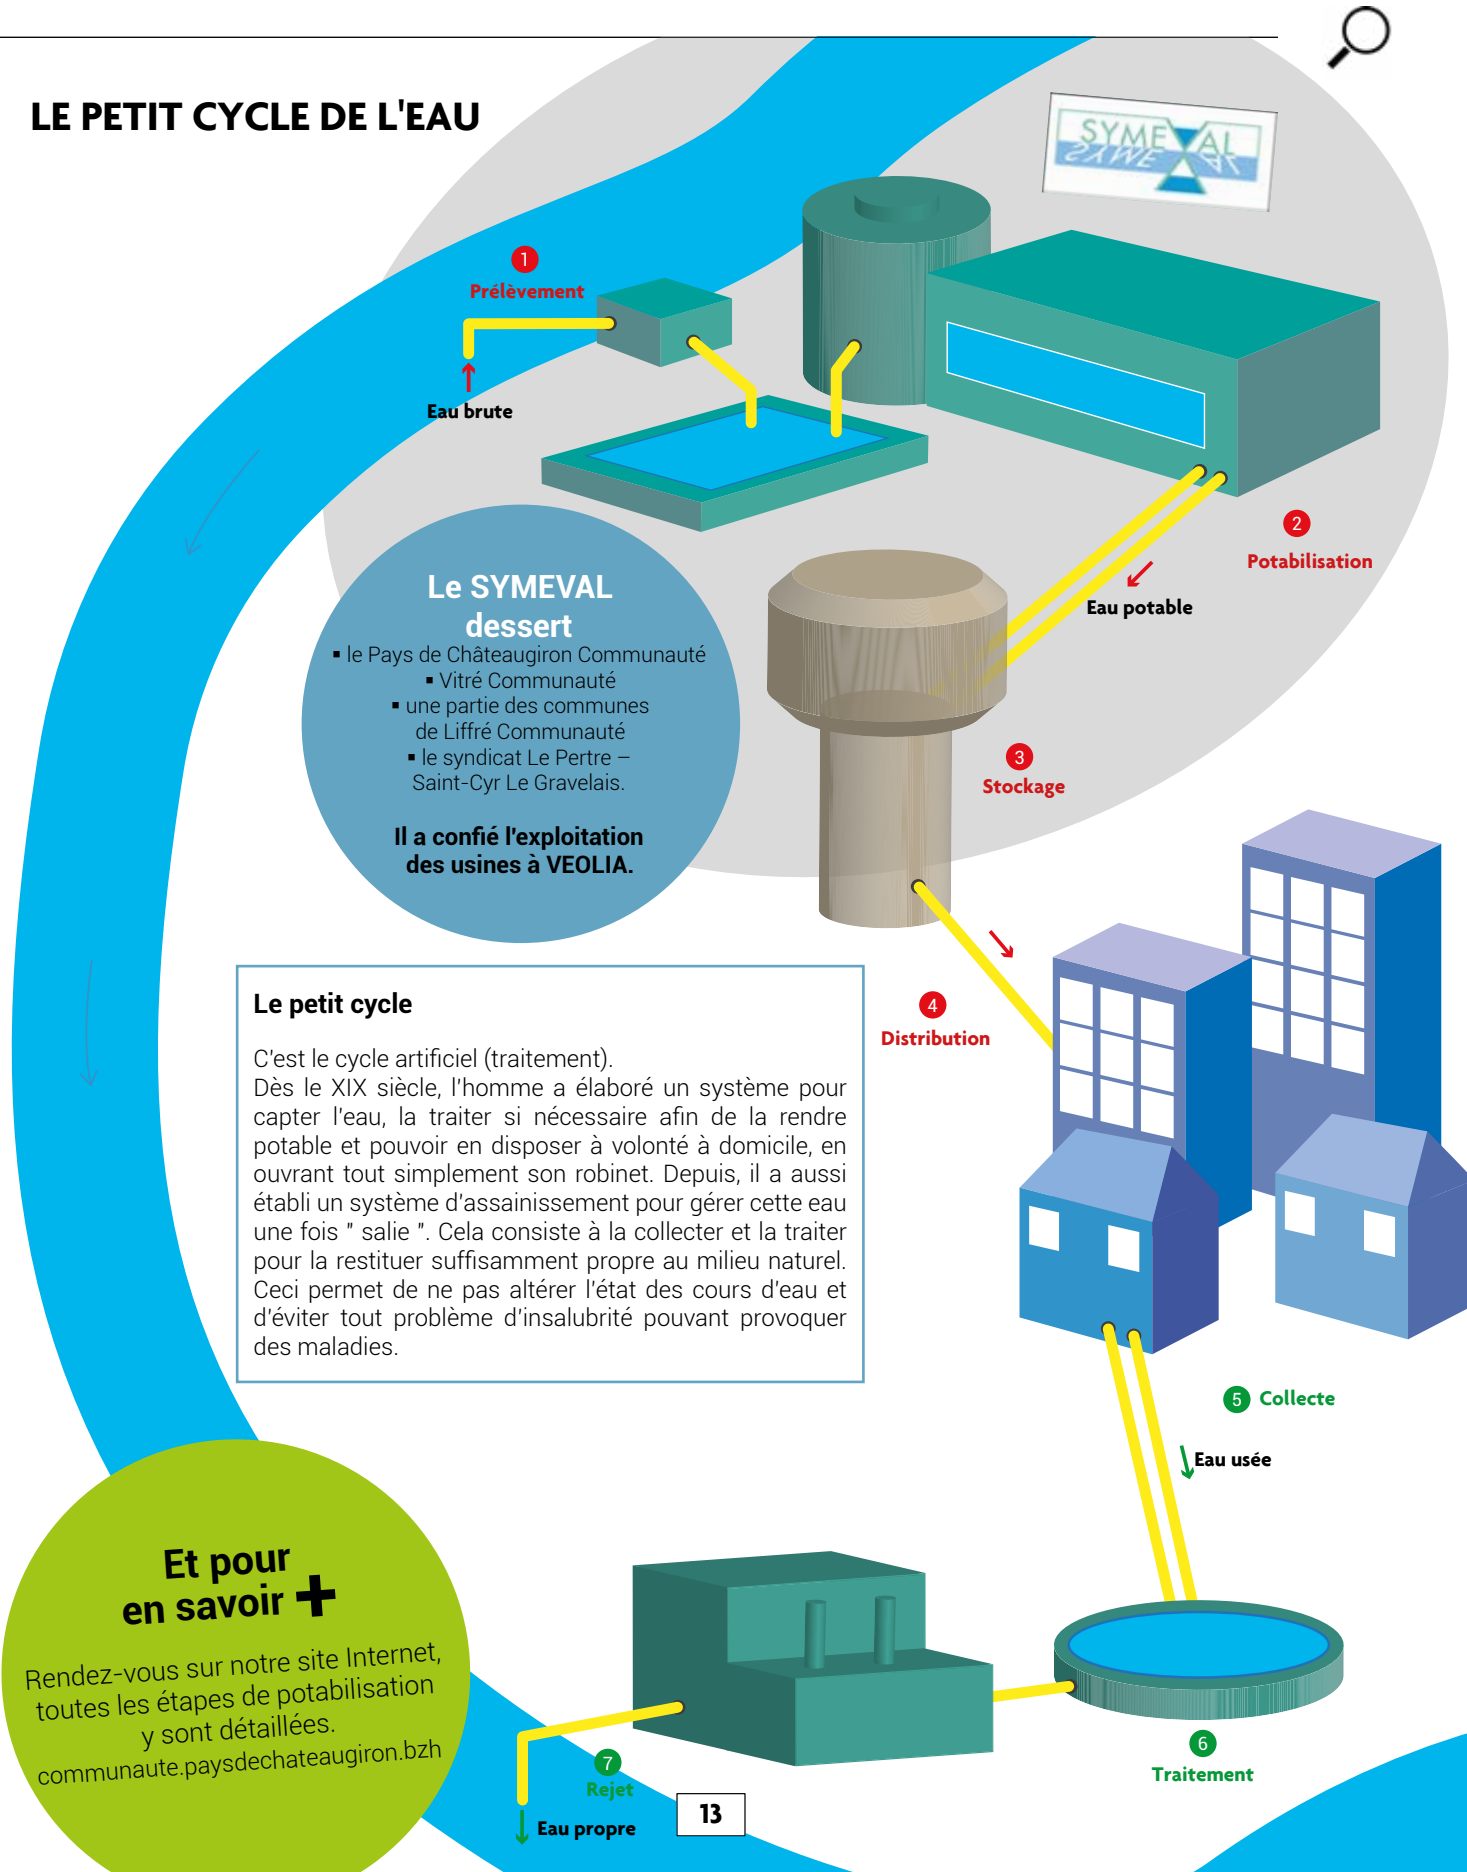 LE PETIT CYCLE DE L'EAU
SYMEVAL
1
Prélèvement
Eau brute
2
Potabilisation
Eau potable
Le SYMEVAL
dessert
▪ le Pays de Châteaugiron Communauté
▪ Vitré Communauté
▪ une partie des communes
de Liffré Communauté
▪ le syndicat Le Pertre –
Saint-Cyr Le Gravelais.
Il a confié l'exploitation
des usines à VEOLIA.
3
Stockage
4
Distribution
Le petit cycle
C'est le cycle artificiel (traitement).
Dès le XIX siècle, l'homme a élaboré un système pour
capter l'eau, la traiter si nécessaire afin de la rendre
potable et pouvoir en disposer à volonté à domicile, en
ouvrant tout simplement son robinet. Depuis, il a aussi
établi un système d'assainissement pour gérer cette eau
une fois " salie ". Cela consiste à la collecter et la traiter
pour la restituer suffisamment propre au milieu naturel.
Ceci permet de ne pas altérer l'état des cours d'eau et
d'éviter tout problème d'insalubrité pouvant provoquer
des maladies.
5 Collecte
Eau usée
Et pour
en savoir +
Rendez-vous sur notre site Internet,
toutes les étapes de potabilisation
y sont détaillées.
communaute.paysdechateaugiron.bzh
6
Traitement
7
Rejet
Eau propre
13